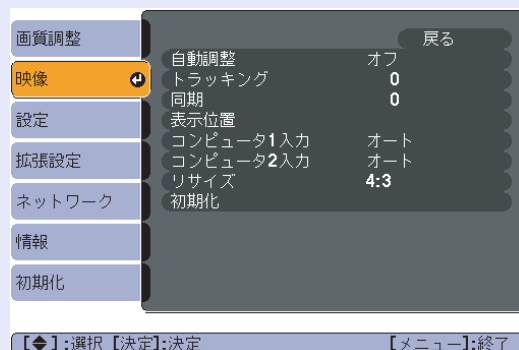 画質調整
映像
設定
拡張設定
ネットワーク
情報
初期化
戻る
自動調整 オフ
トラッキング 0
同期 0
表示位置
コンピュータ1入力 オート
コンピュータ2入力 オート
リサイズ 4:3
初期化
[◆]:選択 [決定]:決定 [メニュー]:終了